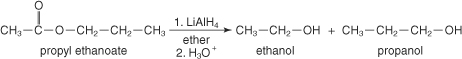 O
CH₃—C—O—CH₂—CH₂—CH₃ 1. LiAlH₄ CH₃—CH₂—OH + CH₃—CH₂—CH₂—OH
ether
propyl ethanoate 2. H₃O⁺ ethanol propanol